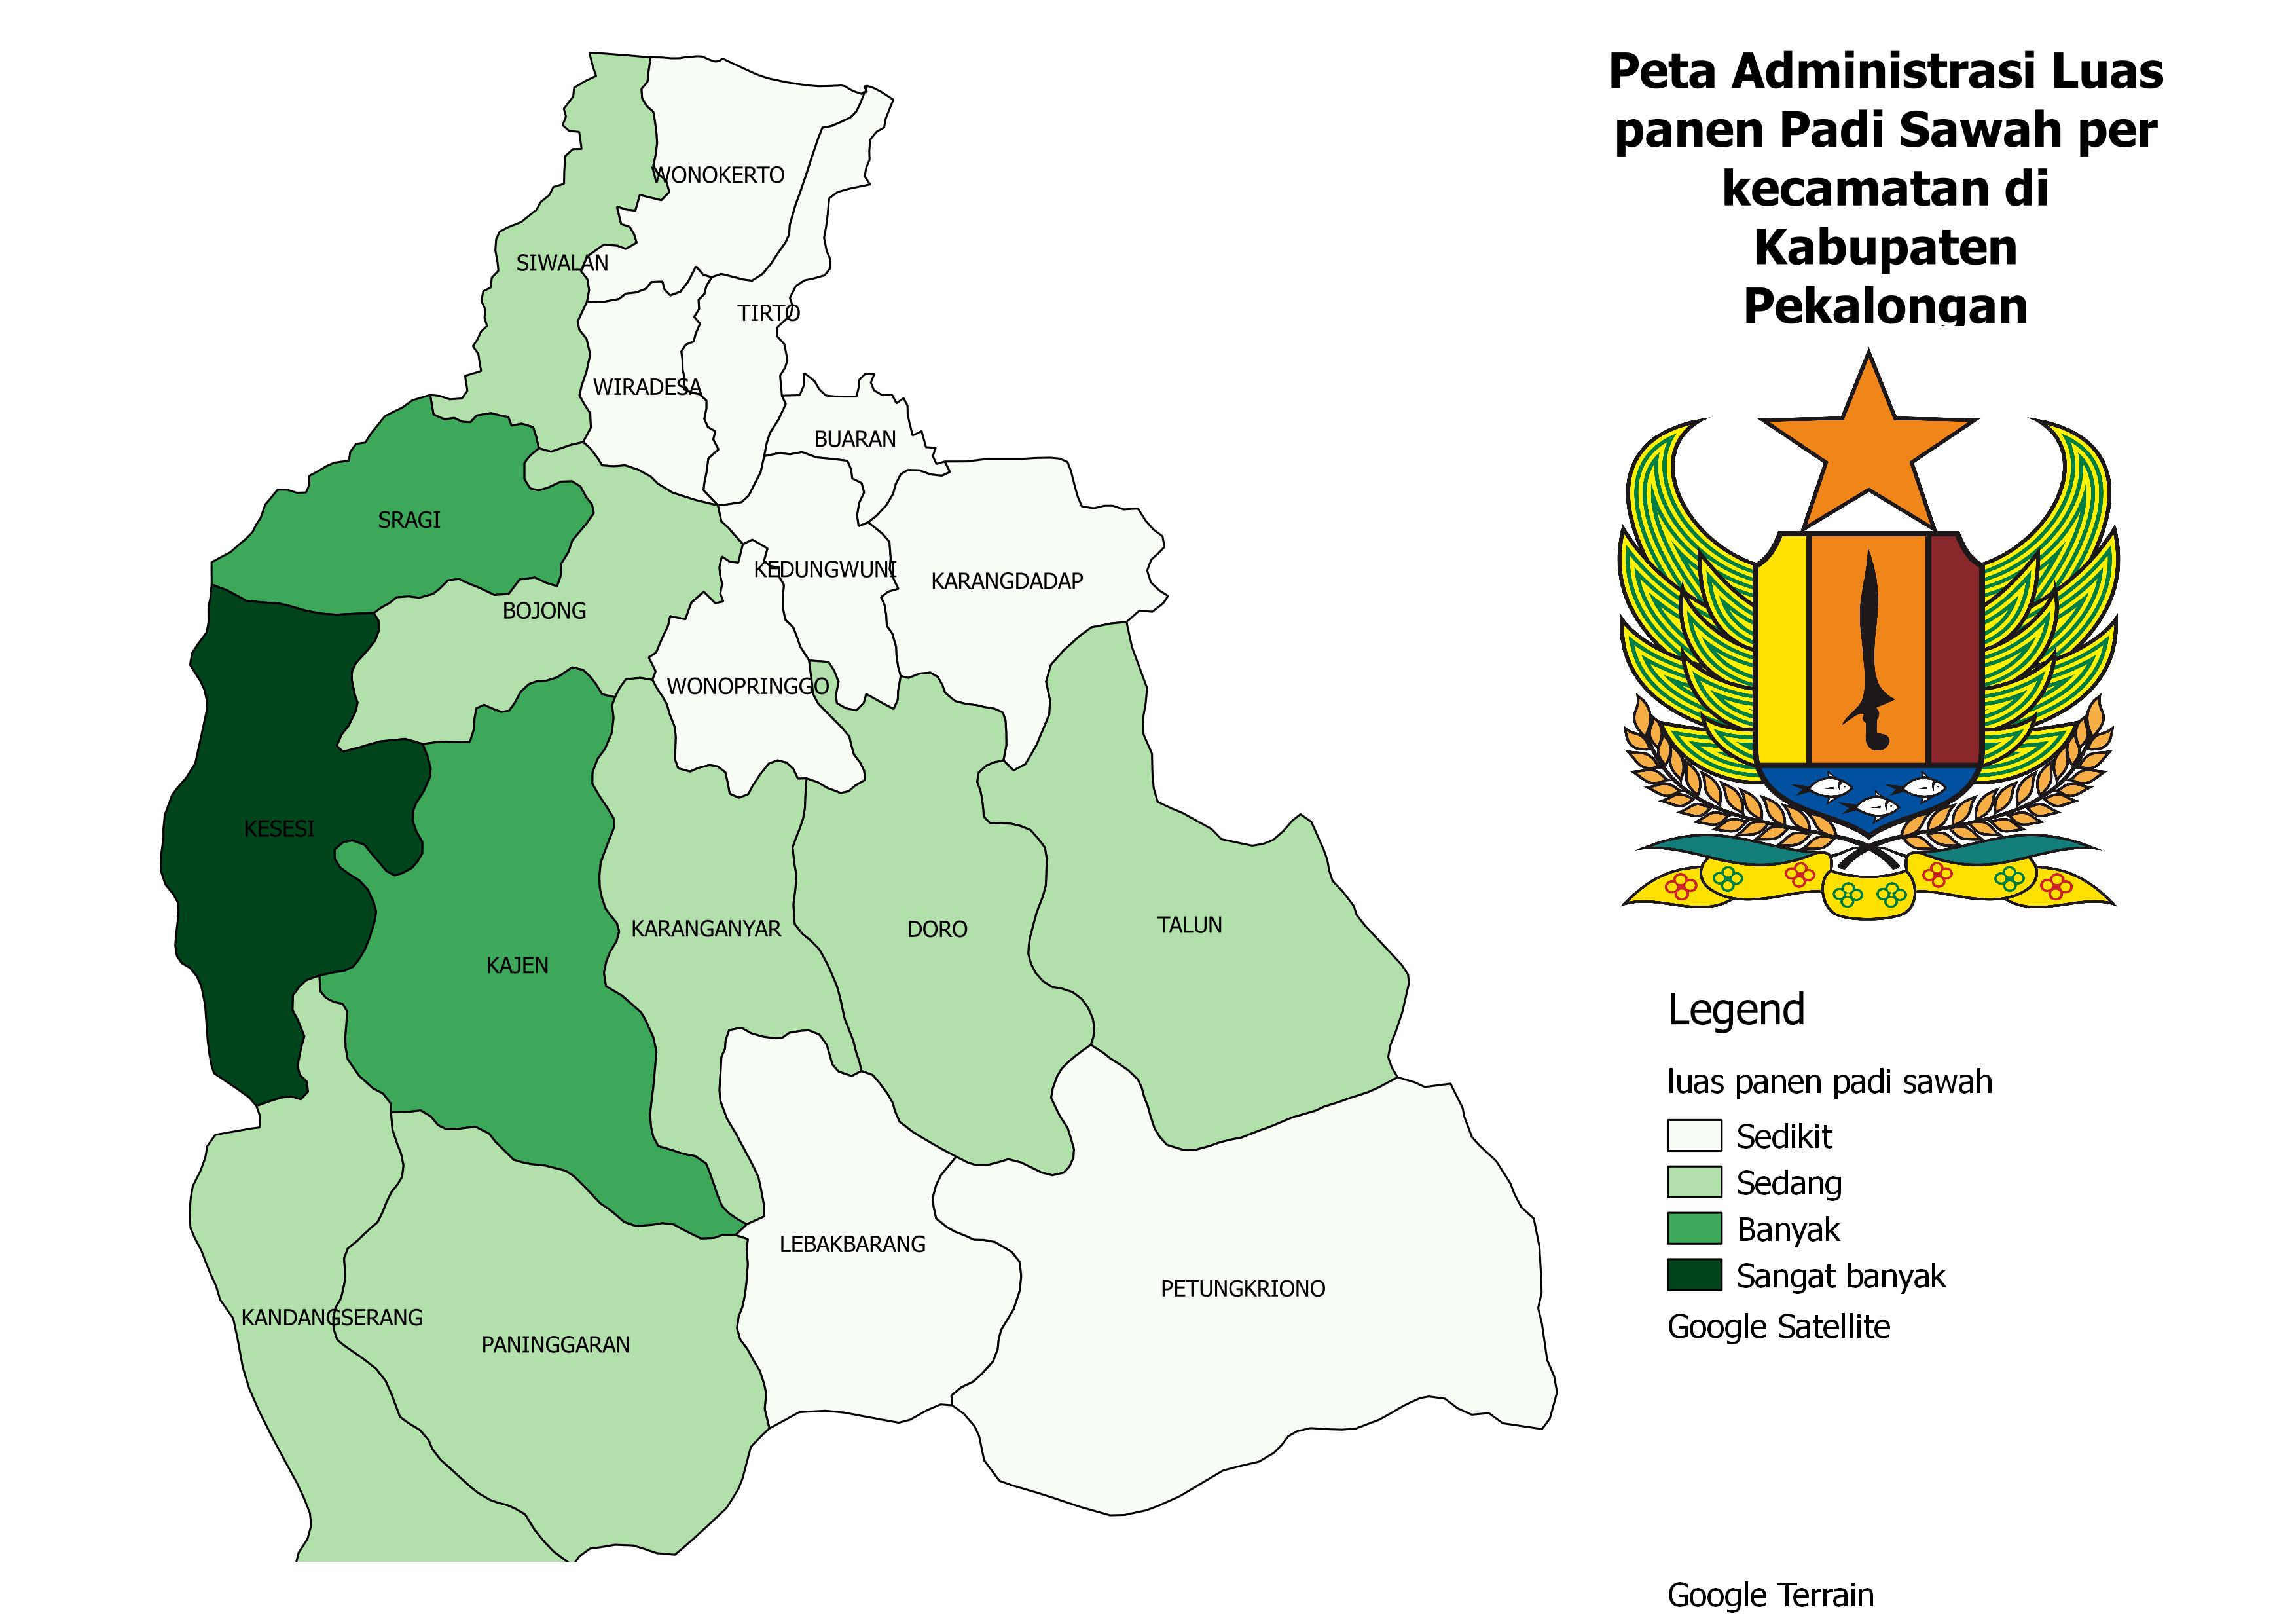 Peta Administrasi Luas
panen Padi Sawah per
kecamatan di
Kabupaten
Pekalongan
WONOKERTO
SIWALAN
TIRTO
WIRADESA
BUARAN
SRAGI
KEDUNGWUNI
KARANGDADAP
BOJONG
WONOPRINGGO
KESESI
KARANGANYAR
DORO
TALUN
KAJEN
LEBAKBARANG
PETUNGKRIONO
KANDANGSERANG
PANINGGARAN
Legend
luas panen padi sawah
Sedikit
Sedang
Banyak
Sangat banyak
Google Satellite
Google Terrain